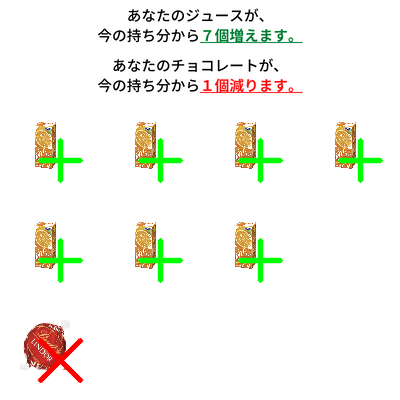 あなたのジュースが、
今の持ち分から７個増えます。
あなたのチョコレートが、
今の持ち分から１個減ります。
LINDOR